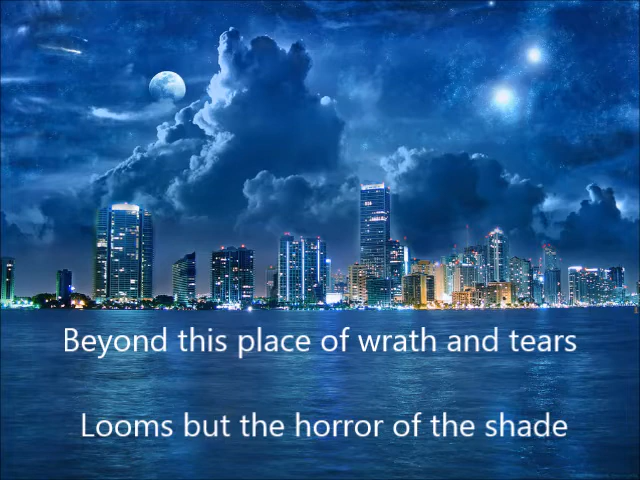 Beyond this place of wrath and tears
Looms but the horror of the shade